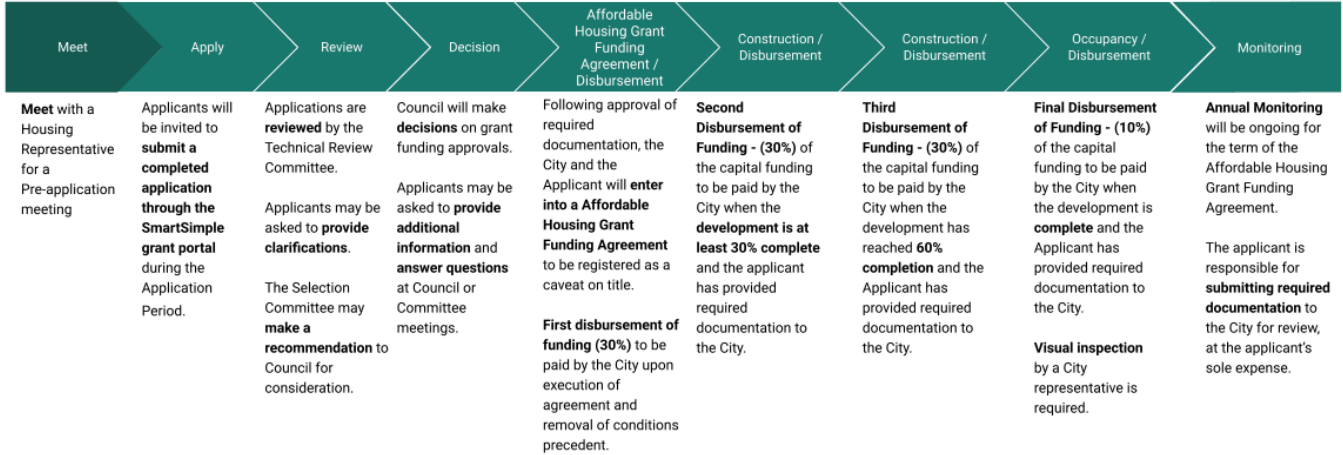 Meet
Apply
Review
Decision
Affordable
Housing Grant
Funding
Agreement /
Disbursement
Construction /
Disbursement
Construction /
Disbursement
Occupancy /
Disbursement
Monitoring
Meet with a
Housing
Representative
for a
Pre-application
meeting
Applicants will
be invited to
submit a
completed
application
through the
SmartSimple
grant portal
during the
Application
Period.
Applications are
reviewed by the
Technical Review
Committee.
Applicants may be
asked to provide
clarifications.
The Selection
Committee may
make a
recommendation to
Council for
consideration.
Council will make
decisions on grant
funding approvals.
Applicants may be
asked to provide
additional
information and
answer questions
at Council or
Committee
meetings.
Following approval of
required
documentation, the
City and the
Applicant will enter
into a Affordable
Housing Grant
Funding Agreement
to be registered as a
caveat on title.
First disbursement of
funding (30%) to be
paid by the City upon
execution of
agreement and
removal of conditions
precedent.
Second
Disbursement of
Funding - (30%) of
the capital funding
to be paid by the
City when the
development is at
least 30% complete
and the applicant
has provided
required
documentation to
the City.
Third
Disbursement of
Funding - (30%) of
the capital funding
to be paid by the
City when the
development has
reached 60%
completion and the
Applicant has
provided required
documentation to
the City.
Final Disbursement
of Funding - (10%)
of the capital
funding to be paid
by the City when
the development is
complete and the
Applicant has
provided required
documentation to
the City.
Visual inspection
by a City
representative is
required.
Annual Monitoring
will be ongoing for
the term of the
Affordable Housing
Grant Funding
Agreement.
The applicant is
responsible for
submitting required
documentation to
the City for review,
at the applicant's
sole expense.